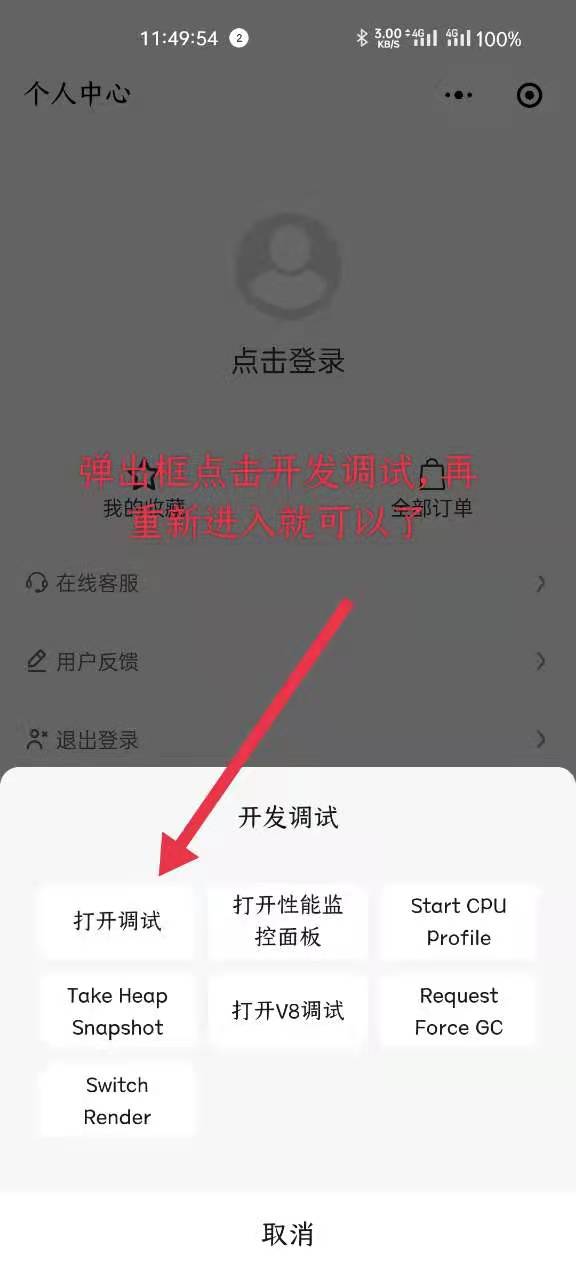 11:49:54 2 3.00 KB/S 4G 4G 100%
个人中心
点击登录
弹出框点击开发调试,再
重新进入就可以了
我的收藏 全部订单
在线客服
用户反馈
退出登录
开发调试
打开调试
打开性能监
控面板
Start CPU
Profile
Take Heap
Snapshot
打开V8调试
Request
Force GC
Switch
Render
取消